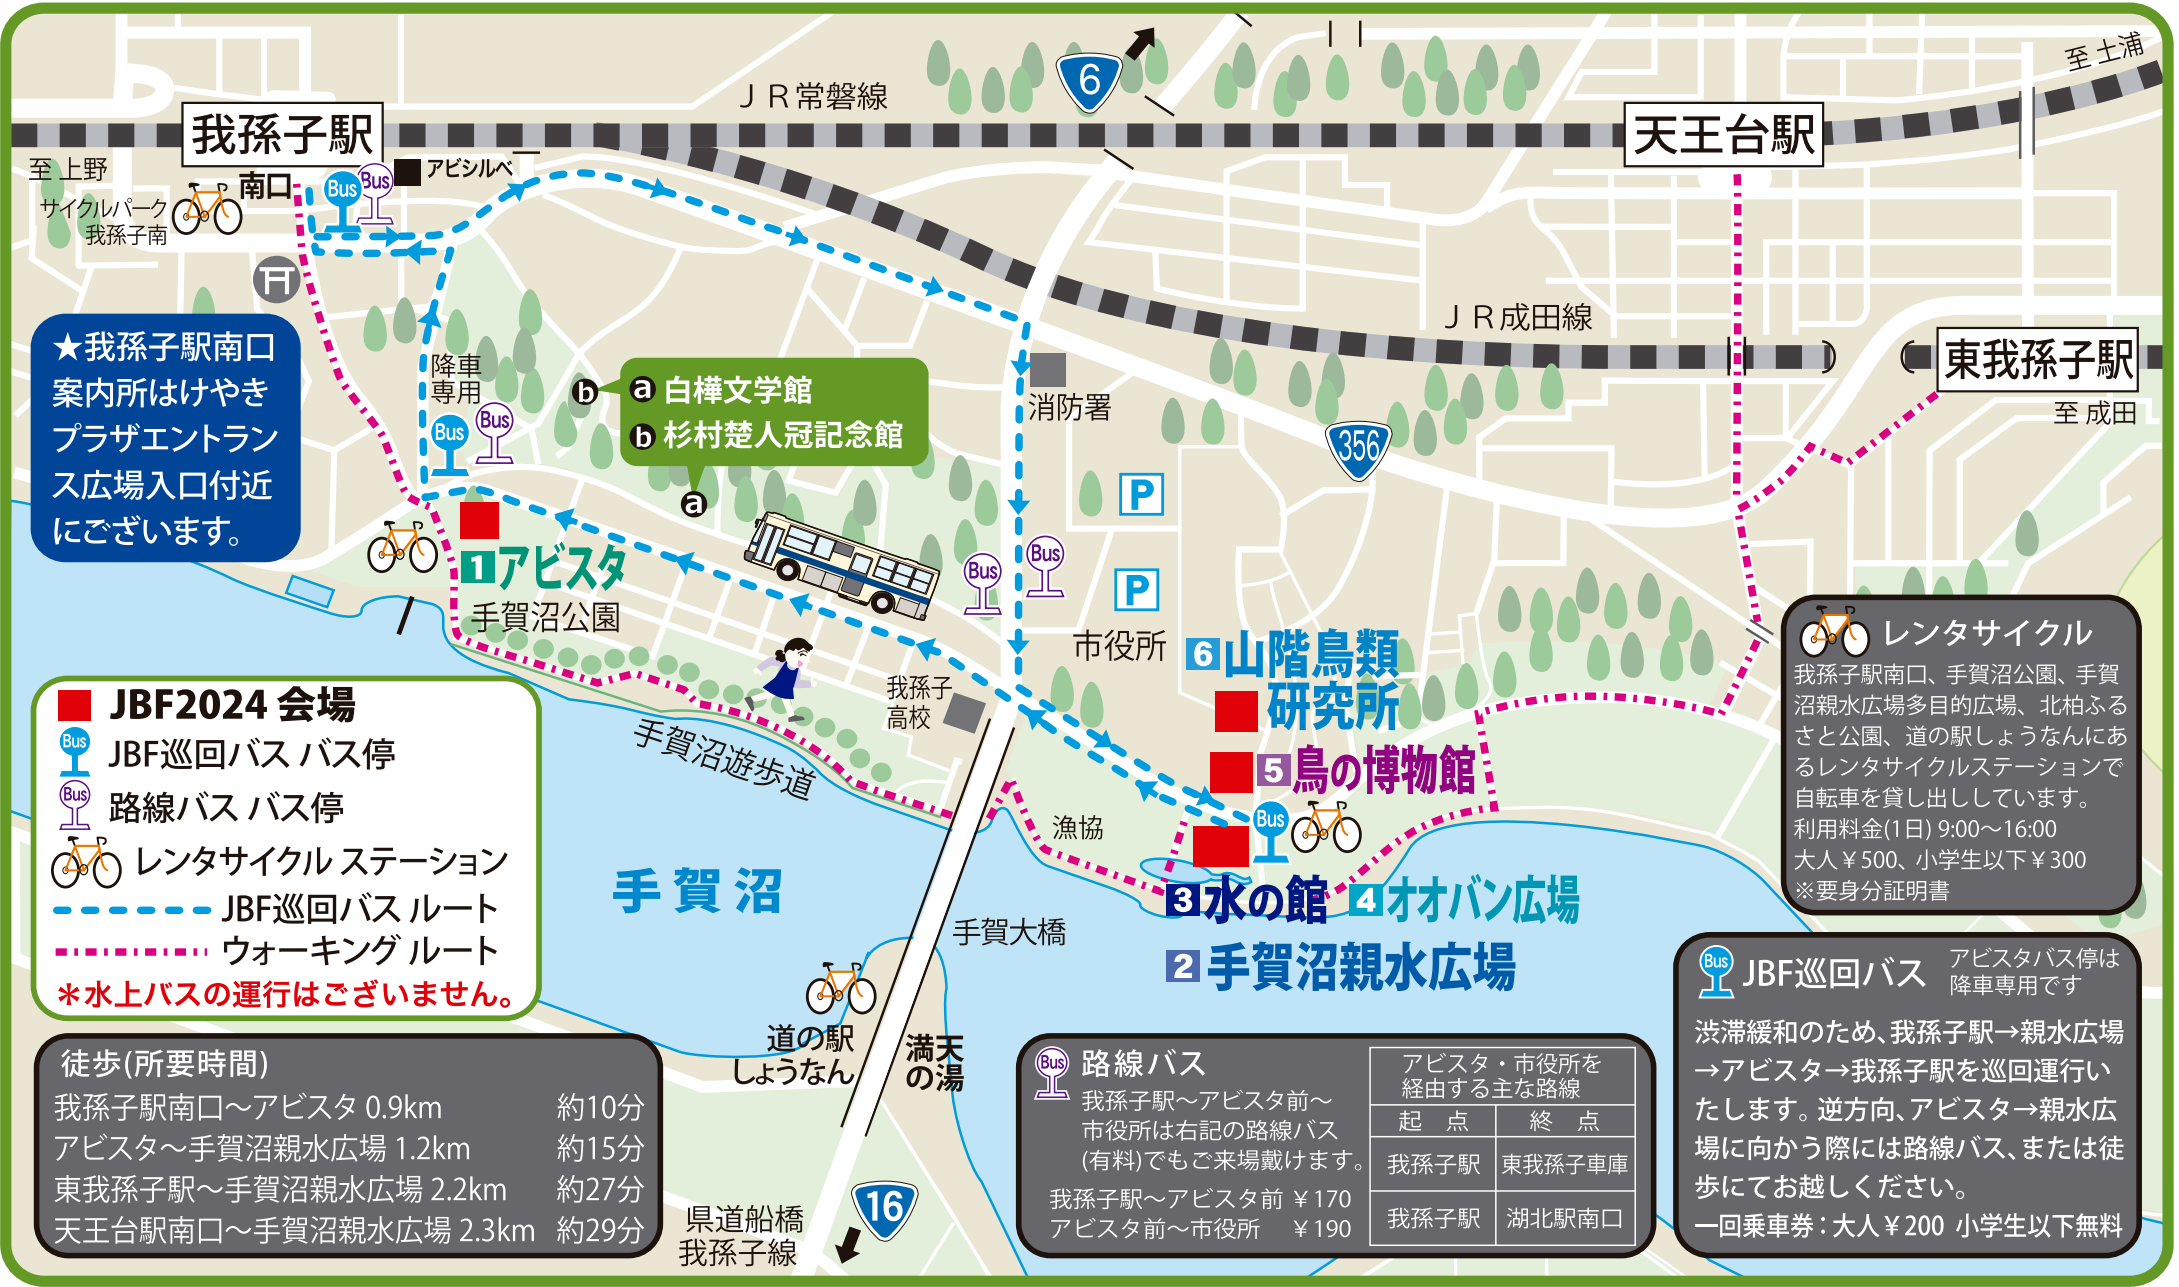 至 土浦
6
ＪＲ常磐線
我孫子駅
天王台駅
至 上野
南口
Bus
Bus
アビシルベ
サイクルパーク
我孫子南
ＪＲ成田線
東我孫子駅
至 成田
★我孫子駅南口
案内所はけやき
プラザエントラン
ス広場入口付近
にございます。
降車
専用
Bus
Bus
b
a 白樺文学館
b 杉村楚人冠記念館
a
消防署
356
P
P
Bus
Bus
1 アビスタ
手賀沼公園
市役所
6 山階鳥類
研究所
5 鳥の博物館
Bus
我孫子
高校
手賀沼遊歩道
漁協
3 水の館
4 オオバン広場
2 手賀沼親水広場
手賀沼
手賀大橋
道の駅
しょうなん
満天
の湯
県道船橋
我孫子線
16
JBF2024 会場
Bus JBF巡回バス バス停
Bus 路線バス バス停
レンタサイクル ステーション
JBF巡回バス ルート
ウォーキング ルート
＊水上バスの運行はございません。
徒歩(所要時間)
我孫子駅南口～アビスタ 0.9km 約10分
アビスタ～手賀沼親水広場 1.2km 約15分
東我孫子駅～手賀沼親水広場 2.2km 約27分
天王台駅南口～手賀沼親水広場 2.3km 約29分
Bus 路線バス
我孫子駅～アビスタ前～
市役所は右記の路線バス
(有料)でもご来場戴けます。
我孫子駅～アビスタ前 ￥170
アビスタ前～市役所 ￥190
アビスタ・市役所を
経由する主な路線
起 点 終 点
我孫子駅 東我孫子車庫
我孫子駅 湖北駅南口
レンタサイクル
我孫子駅南口、手賀沼公園、手賀
沼親水広場多目的広場、北柏ふる
さと公園、道の駅しょうなんにあ
るレンタサイクルステーションで
自転車を貸し出ししています。
利用料金(1日) 9:00～16:00
大人￥500、小学生以下￥300
※要身分証明書
Bus JBF巡回バス
アビスタバス停は
降車専用です
渋滞緩和のため、我孫子駅→親水広場
→アビスタ→我孫子駅を巡回運行い
たします。逆方向、アビスタ→親水広
場に向かう際には路線バス、または徒
歩にてお越しください。
一回乗車券：大人￥200 小学生以下無料